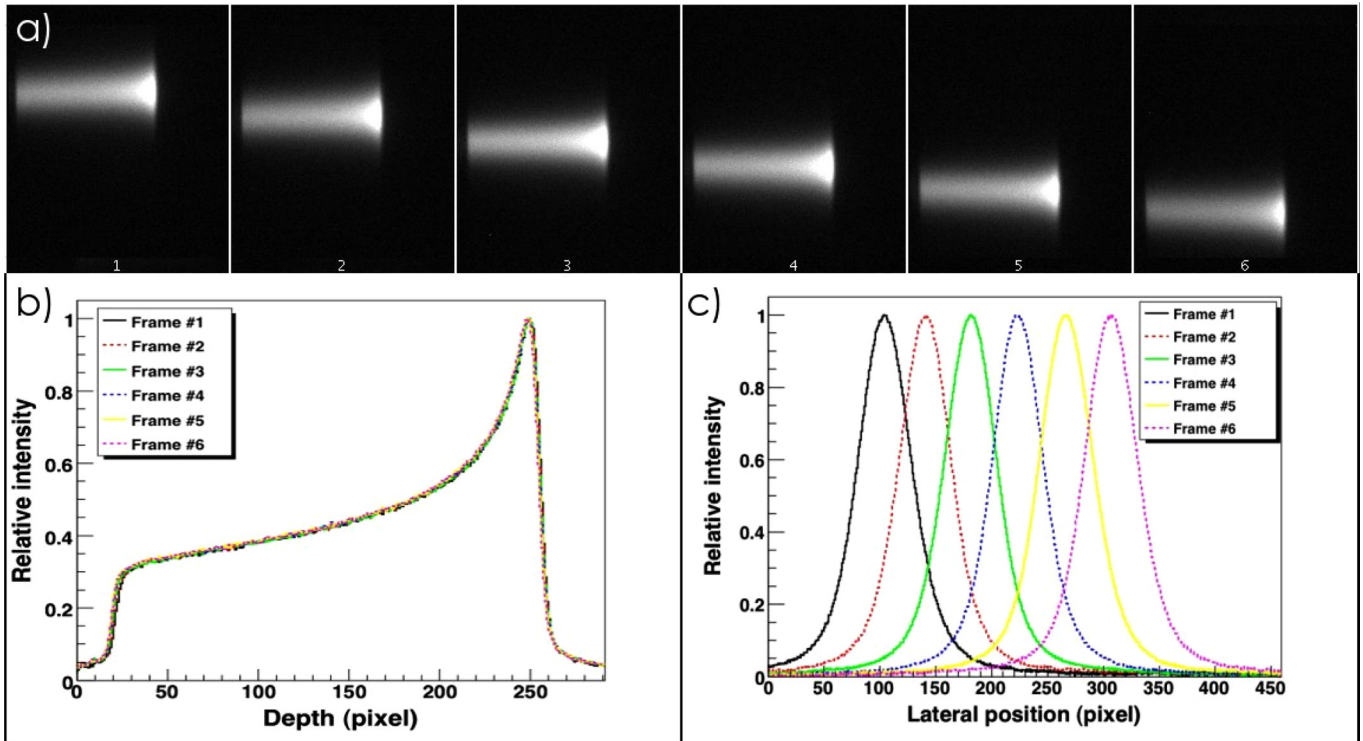 a)
1 2 3 4 5 6
b)
Relative intensity
1
0.8
0.6
0.4
0.2
0
Frame #1
Frame #2
Frame #3
Frame #4
Frame #5
Frame #6
0 50 100 150 200 250
Depth (pixel)
c)
Relative intensity
1
0.8
0.6
0.4
0.2
0
Frame #1
Frame #2
Frame #3
Frame #4
Frame #5
Frame #6
0 50 100 150 200 250 300 350 400 450
Lateral position (pixel)